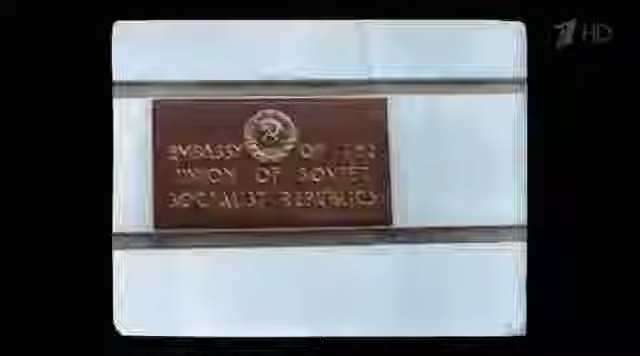 HD
EMBASSY OF THE
UNION OF SOVIET
SOCIALIST REPUBLICS